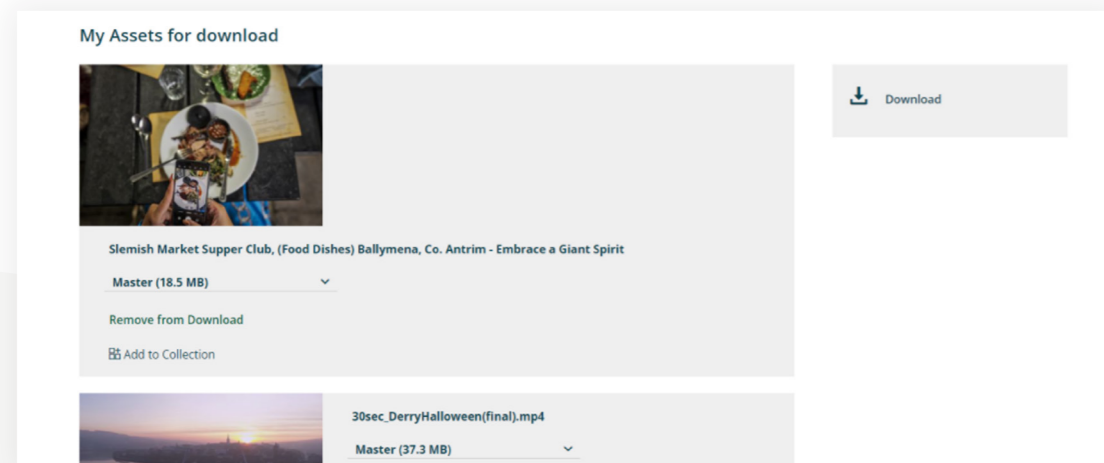 My Assets for download
Download
Slemish Market Supper Club, (Food Dishes) Ballymena, Co. Antrim - Embrace a Giant Spirit
Master (18.5 MB)
Remove from Download
Add to Collection
30sec_DerryHalloween(final).mp4
Master (37.3 MB)